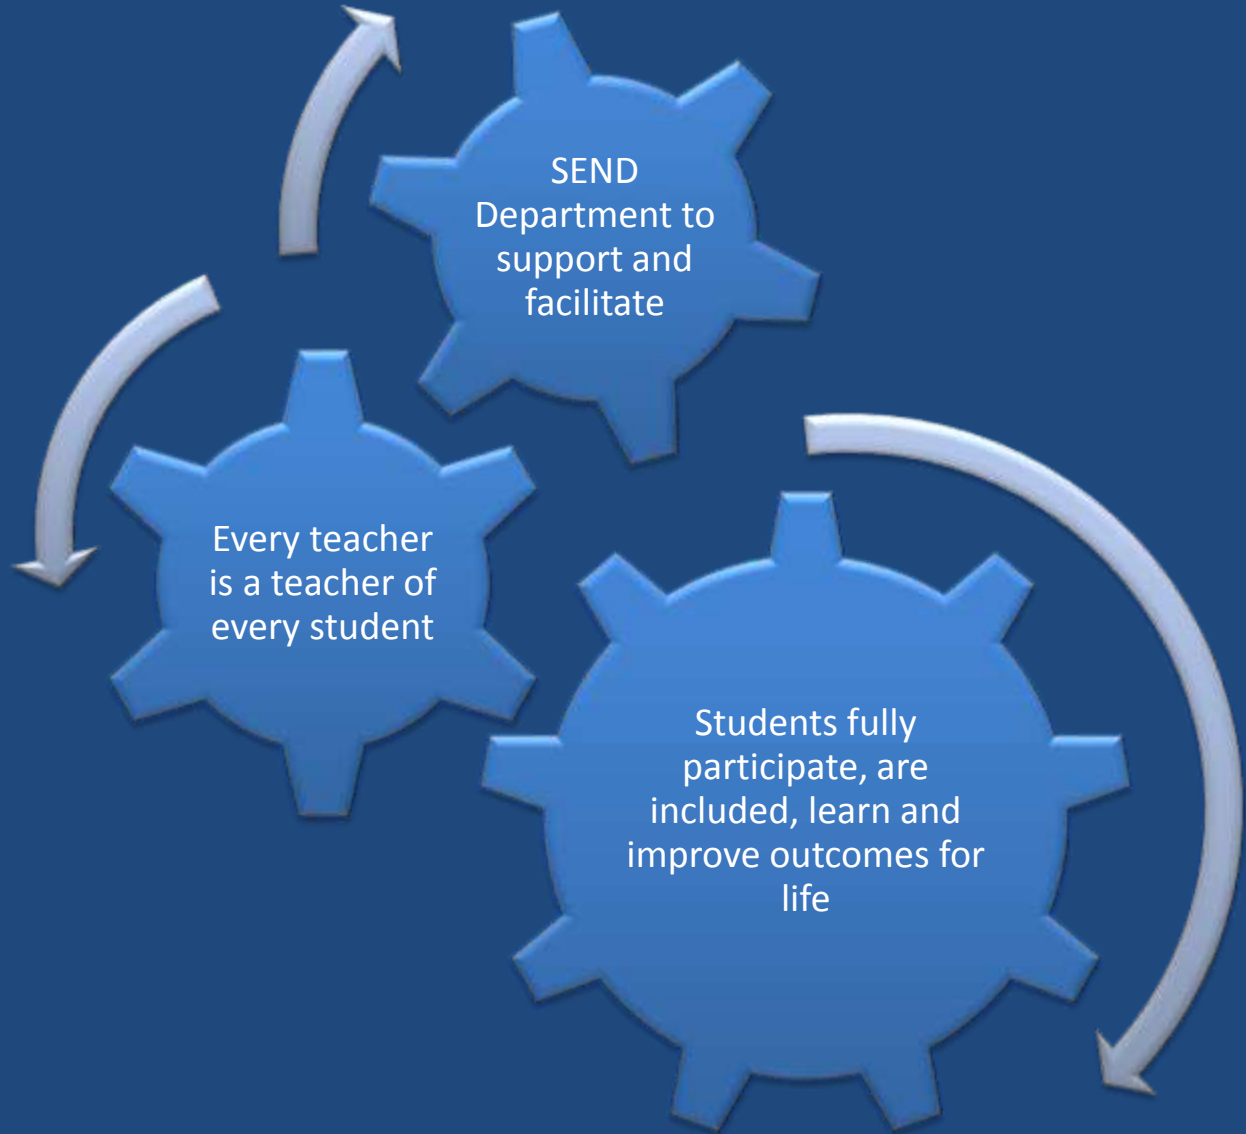 SEND
Department to
support and
facilitate
Every teacher
is a teacher of
every student
Students fully
participate, are
included, learn and
improve outcomes for
life